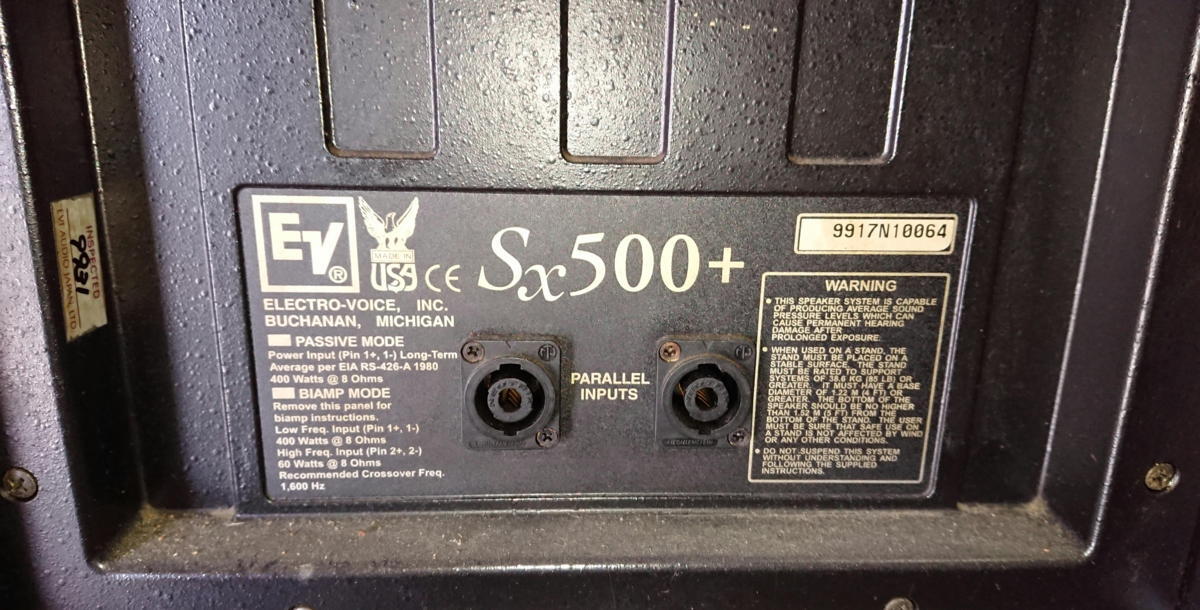 EV®
MADE IN
USA
CE
Sx500+
9917N10064
ELECTRO-VOICE, INC.
BUCHANAN, MICHIGAN
PASSIVE MODE
Power Input (Pin 1+, 1-) Long-Term
Average per EIA RS-426-A 1980
400 Watts @ 8 Ohms
BIAMP MODE
Remove this panel for
biamp instructions.
Low Freq. Input (Pin 1+, 1-)
400 Watts @ 8 Ohms
High Freq. Input (Pin 2+, 2-)
60 Watts @ 8 Ohms
Recommended Crossover Freq.
1,600 Hz
PARALLEL
INPUTS
WARNING
• THIS SPEAKER SYSTEM IS CAPABLE
OF PRODUCING AVERAGE SOUND
PRESSURE LEVELS WHICH CAN
CAUSE PERMANENT HEARING
DAMAGE AFTER
PROLONGED EXPOSURE.
• WHEN USED ON A STAND, THE
STAND MUST BE PLACED ON A
STABLE SURFACE. THE STAND
MUST BE RATED TO SUPPORT
SYSTEMS OF 38.6 KG (85 LB) OR
GREATER. IT MUST HAVE A BASE
DIAMETER OF 1.22 M (4 FT) OR
GREATER. THE BOTTOM OF THE
SPEAKER SHOULD BE NO HIGHER
THAN 1.52 M (5 FT) FROM THE
BOTTOM OF THE STAND. THE USER
MUST BE SURE THAT SAFE USE ON
A STAND IS NOT AFFECTED BY WIND
OR ANY OTHER CONDITIONS.
• DO NOT SUSPEND THIS SYSTEM
WITHOUT UNDERSTANDING AND
FOLLOWING THE SUPPLIED
INSTRUCTIONS.
INSPECTED
9931
EVI AUDIO JAPAN, LTD